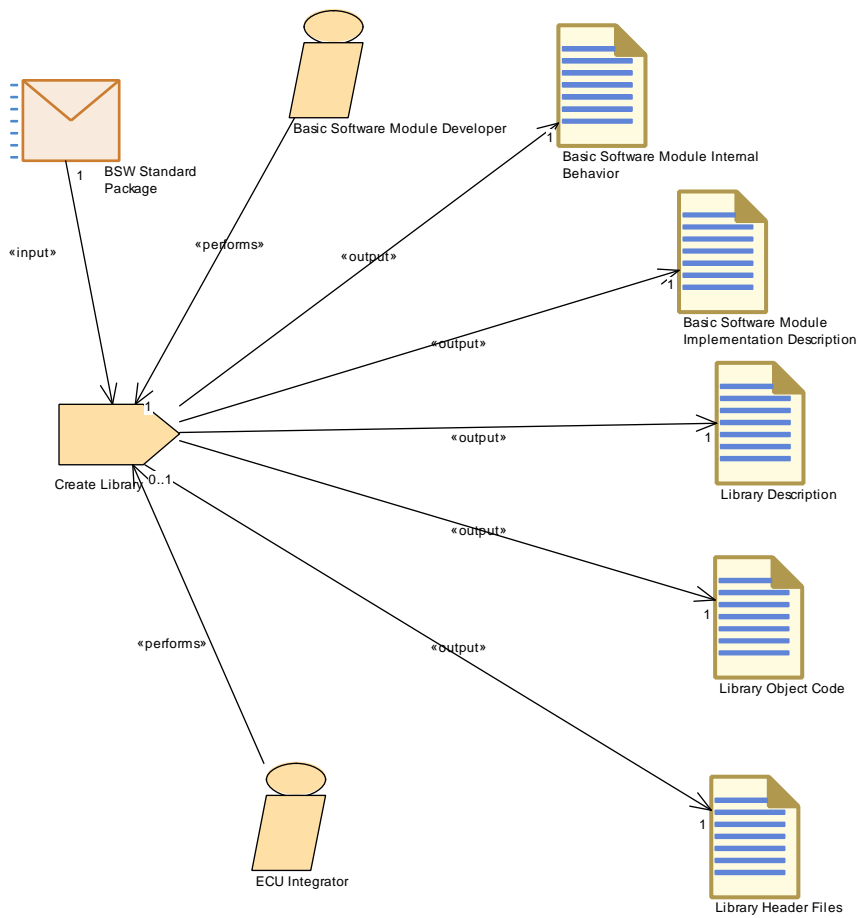 Basic Software Module Developer
1
Basic Software Module Internal
Behavior
1
BSW Standard
Package
«input»
«performs»
«output»
1
Basic Software Module
Implementation Description
«output»
1
«output»
1
Library Description
Create Library
0..1
«output»
1
Library Object Code
«performs»
«output»
1
Library Header Files
ECU Integrator